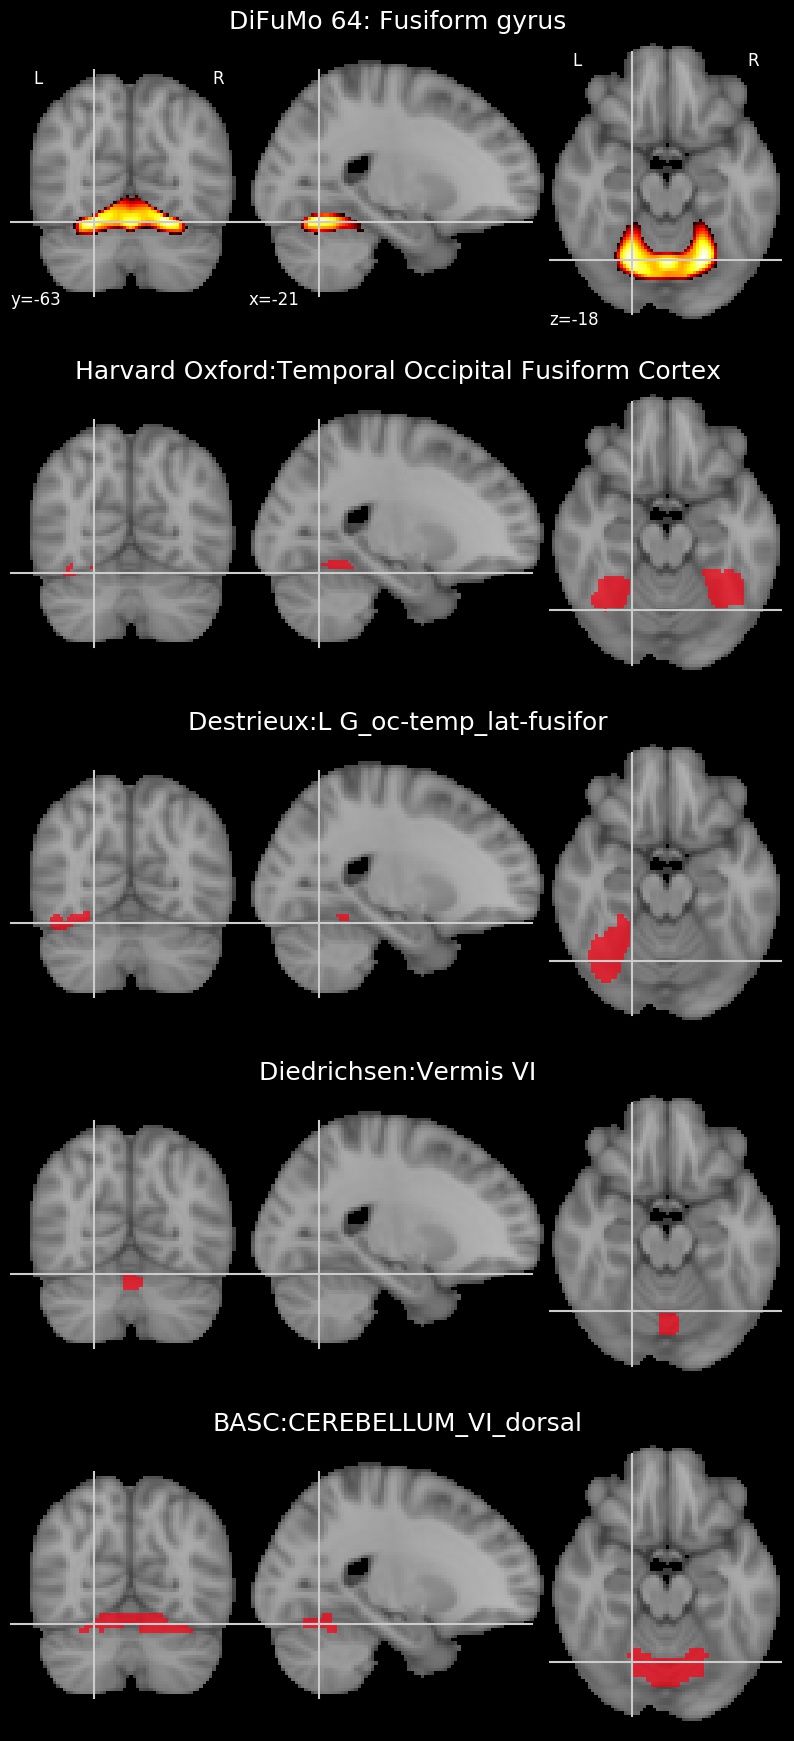 DiFuMo 64: Fusiform gyrus
L R
L R
y=-63
x=-21
z=-18
Harvard Oxford:Temporal Occipital Fusiform Cortex
Destrieux:L G_oc-temp_lat-fusifor
Diedrichsen:Vermis VI
BASC:CEREBELLUM_VI_dorsal